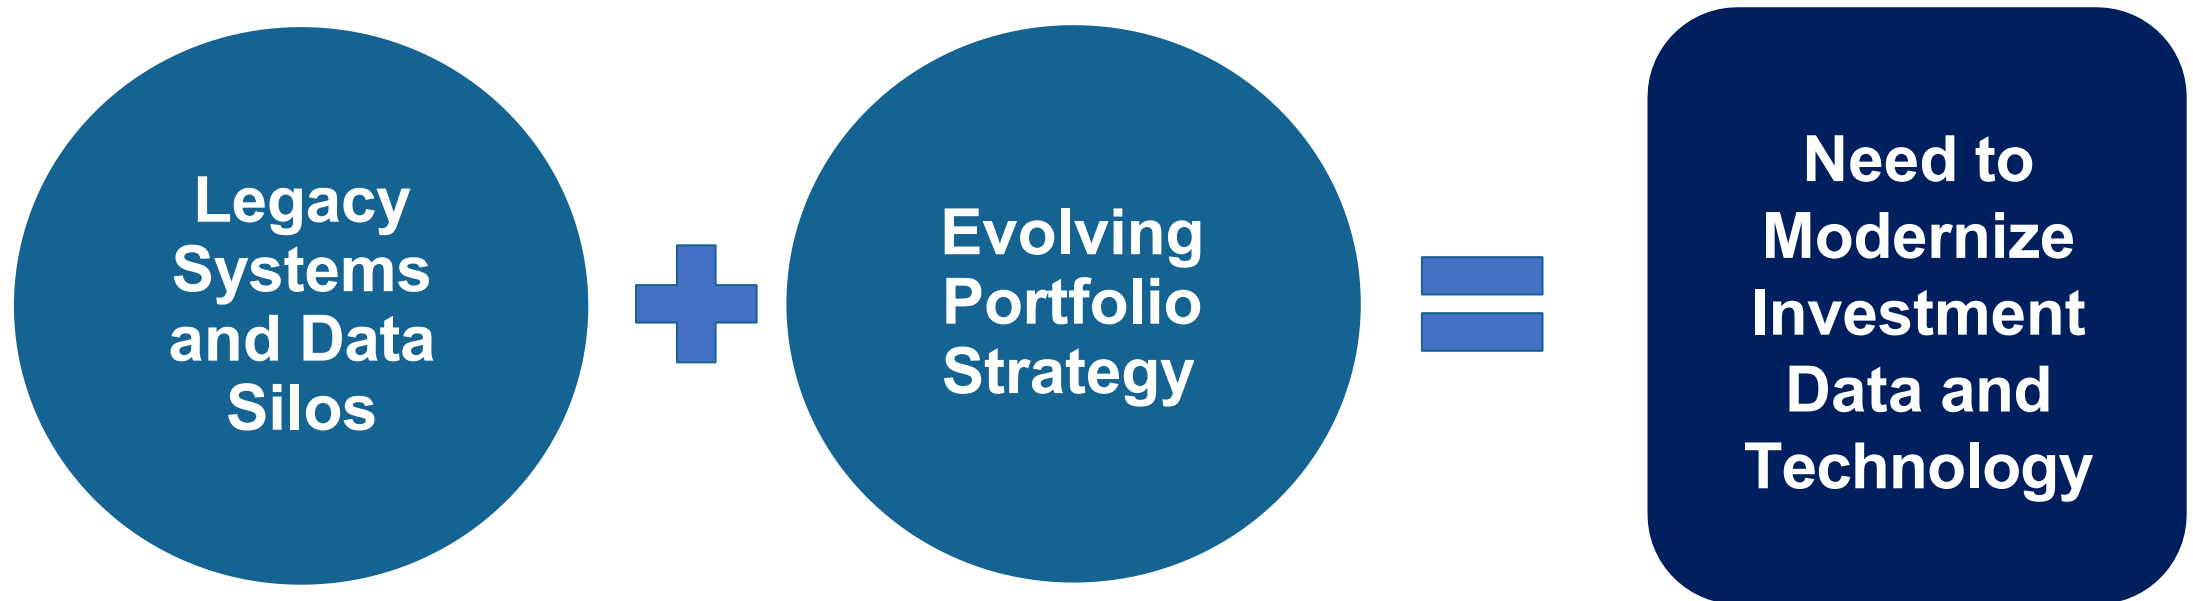 Legacy
Systems
and Data
Silos
Evolving
Portfolio
Strategy
Need to
Modernize
Investment
Data and
Technology